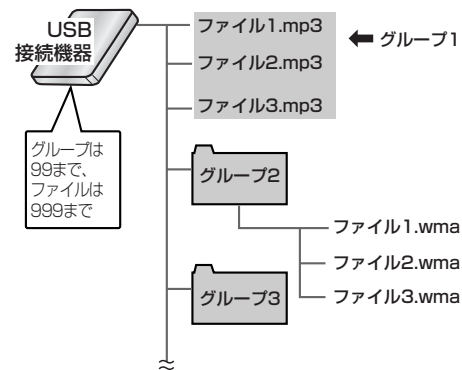 USB
接続機器
ファイル1.mp3
ファイル2.mp3
ファイル3.mp3
グループ1
グループは
99まで、
ファイルは
999まで
グループ2
ファイル1.wma
ファイル2.wma
ファイル3.wma
グループ3